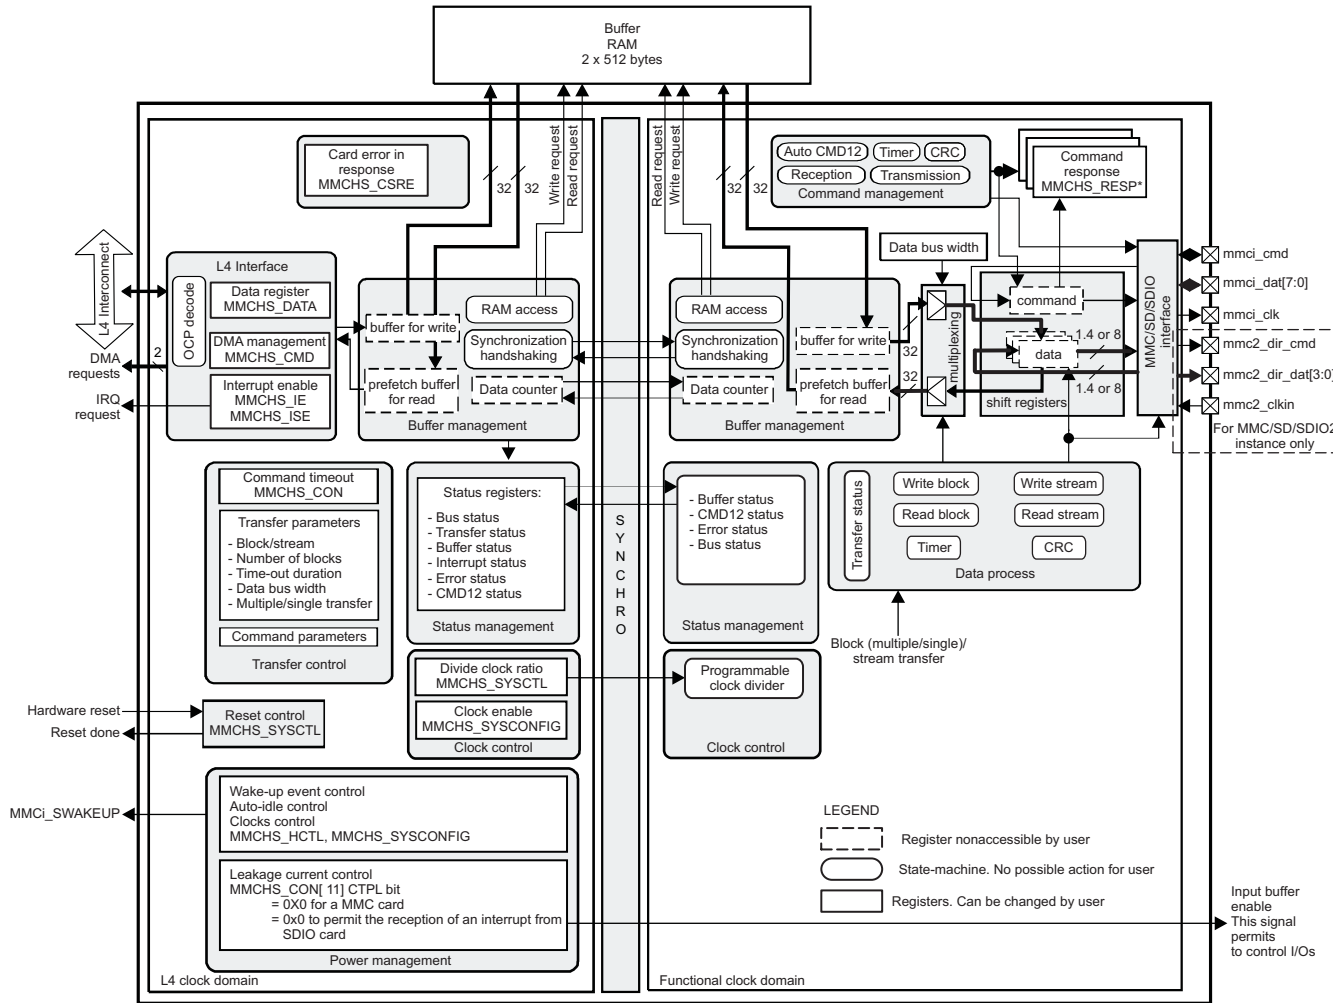 Buffer
RAM
2 x 512 bytes
Card error in
response
MMCHS_CSRE
32
32
Write request
Read request
Read request
Write request
32
32
Auto CMD12
Timer
CRC
Reception
Transmission
Command management
Command
response
MMCHS_RESP*
L4 Interconnect
DMA
requests
2
IRQ
request
L4 Interface
OCP decode
Data register
MMCHS_DATA
DMA management
MMCHS_CMD
Interrupt enable
MMCHS_IE
MMCHS_ISE
RAM access
buffer for write
Synchronization
handshaking
prefetch buffer
for read
Data counter
Buffer management
RAM access
Synchronization
handshaking
Data counter
buffer for write
prefetch buffer
for read
Buffer management
32
32
Data bus width
multiplexing
command
data
1.4 or 8
1.4 or 8
shift registers
MMC/SD/SDIO
interface
mmci_cmd
mmci_dat[7:0]
mmci_clk
mmc2_dir_cmd
mmc2_dir_dat[3:0]
mmc2_clkin
For MMC/SD/SDIO2
instance only
Command timeout
MMCHS_CON
Transfer parameters
- Block/stream
- Number of blocks
- Time-out duration
- Data bus width
- Multiple/single transfer
Command parameters
Transfer control
Status registers:
- Bus status
- Transfer status
- Buffer status
- Interrupt status
- Error status
- CMD12 status
Status management
SYNCHRO
- Buffer status
- CMD12 status
- Error status
- Bus status
Status management
Transfer status
Write block
Write stream
Read block
Read stream
Timer
CRC
Data process
Block (multiple/single)/
stream transfer
Divide clock ratio
MMCHS_SYSCTL
Clock enable
MMCHS_SYSCONFIG
Clock control
Programmable
clock divider
Clock control
Hardware reset
Reset done
Reset control
MMCHS_SYSCTL
MMCi_SWAKEUP
Wake-up event control
Auto-idle control
Clocks control
MMCHS_HCTL, MMCHS_SYSCONFIG
Leakage current control
MMCHS_CON[ 11] CTPL bit
= 0X0 for a MMC card
= 0x0 to permit the reception of an interrupt from
SDIO card
Power management
LEGEND
Register nonaccessible by user
State-machine. No possible action for user
Registers. Can be changed by user
Input buffer
enable
This signal
permits
to control I/Os
L4 clock domain
Functional clock domain